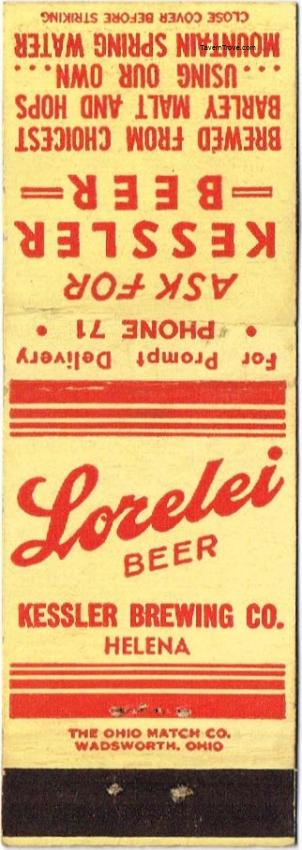 For Prompt Delivery
• PHONE 71 •
ASK FOR
KESSLER
BEER
BREWED FROM CHOICEST
BARLEY MALT AND HOPS
... USING OUR OWN ...
MOUNTAIN SPRING WATER
CLOSE COVER BEFORE STRIKING
TavernTrove.com
Lorelei
BEER
KESSLER BREWING CO.
HELENA
THE OHIO MATCH CO.
WADSWORTH, OHIO